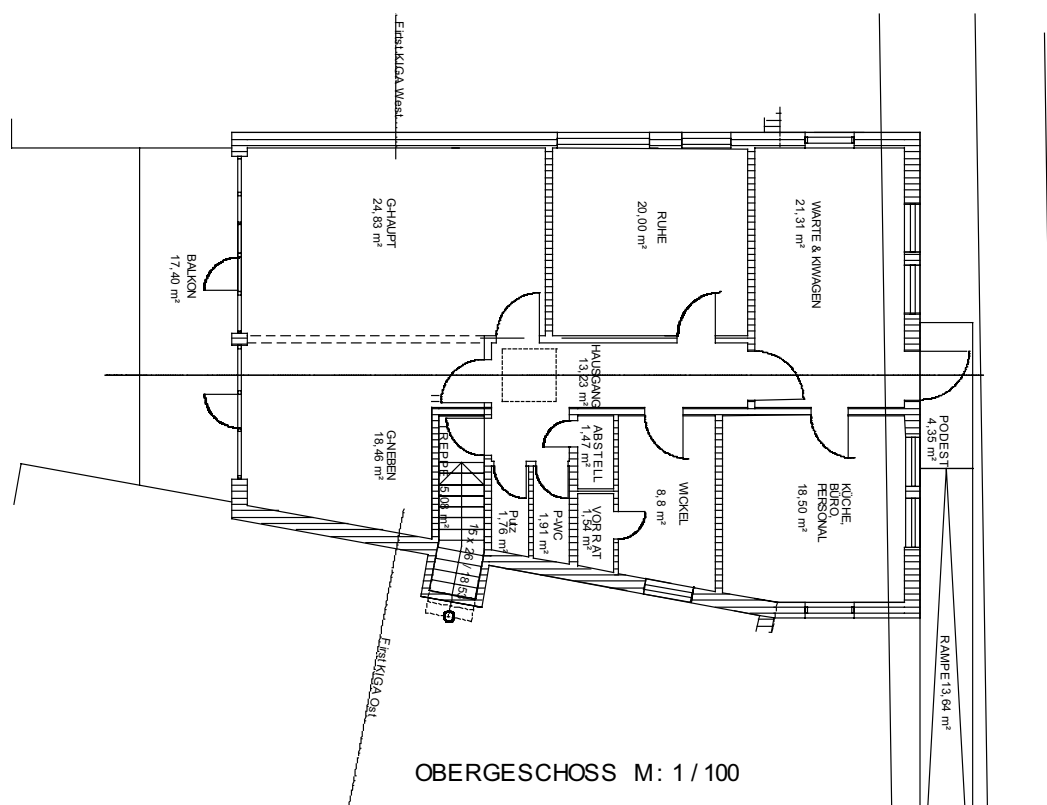 First KIGA West
G-HAUPT
24,83 m²
RUHE
20,00 m²
WARTE & KIWAGEN
21,31 m²
BALKON
17,40 m²
HAUSGANG
13,23 m²
PODEST
4,35 m²
G-NEBEN
18,46 m²
REPPE 5,08 m²
15 x 26 / 18,53
Putz
1,76 m²
P-WC
1,91 m²
ABSTELL
1,47 m²
VORRAT
1,54 m²
WICKEL
8,8 m²
KÜCHE,
BÜRO,
PERSONAL
18,50 m²
RAMPE 13,64 m²
First KIGA Ost
OBERGESCHOSS M: 1 / 100